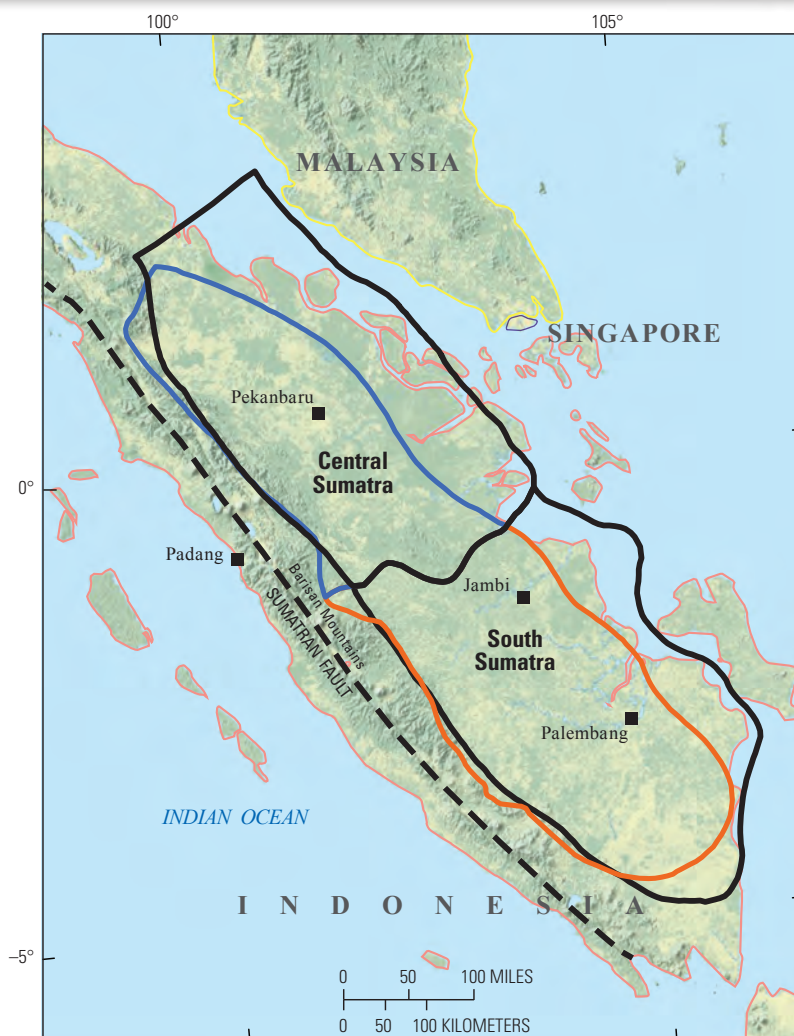 100°
105°
MALAYSIA
SINGAPORE
Pekanbaru
Central
Sumatra
0°
Padang
Barisan Mountains
SUMATRAN FAULT
Jambi
South
Sumatra
Palembang
INDIAN OCEAN
INDONESIA
–5°
0 50 100 MILES
0 50 100 KILOMETERS